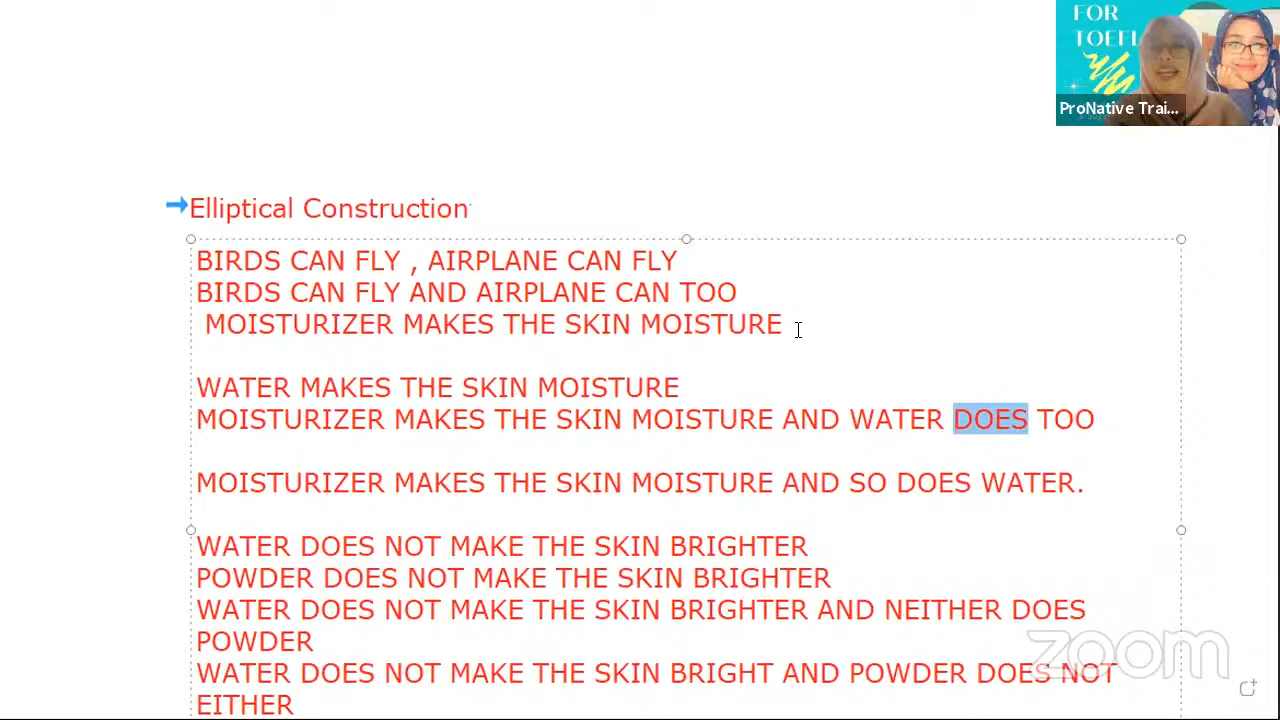 FOR
TOEFL
ProNative Trai...
Elliptical Construction
BIRDS CAN FLY , AIRPLANE CAN FLY
BIRDS CAN FLY AND AIRPLANE CAN TOO
MOISTURIZER MAKES THE SKIN MOISTURE
WATER MAKES THE SKIN MOISTURE
MOISTURIZER MAKES THE SKIN MOISTURE AND WATER DOES TOO
MOISTURIZER MAKES THE SKIN MOISTURE AND SO DOES WATER.
WATER DOES NOT MAKE THE SKIN BRIGHTER
POWDER DOES NOT MAKE THE SKIN BRIGHTER
WATER DOES NOT MAKE THE SKIN BRIGHTER AND NEITHER DOES
POWDER
WATER DOES NOT MAKE THE SKIN BRIGHT AND POWDER DOES NOT
EITHER
zoom